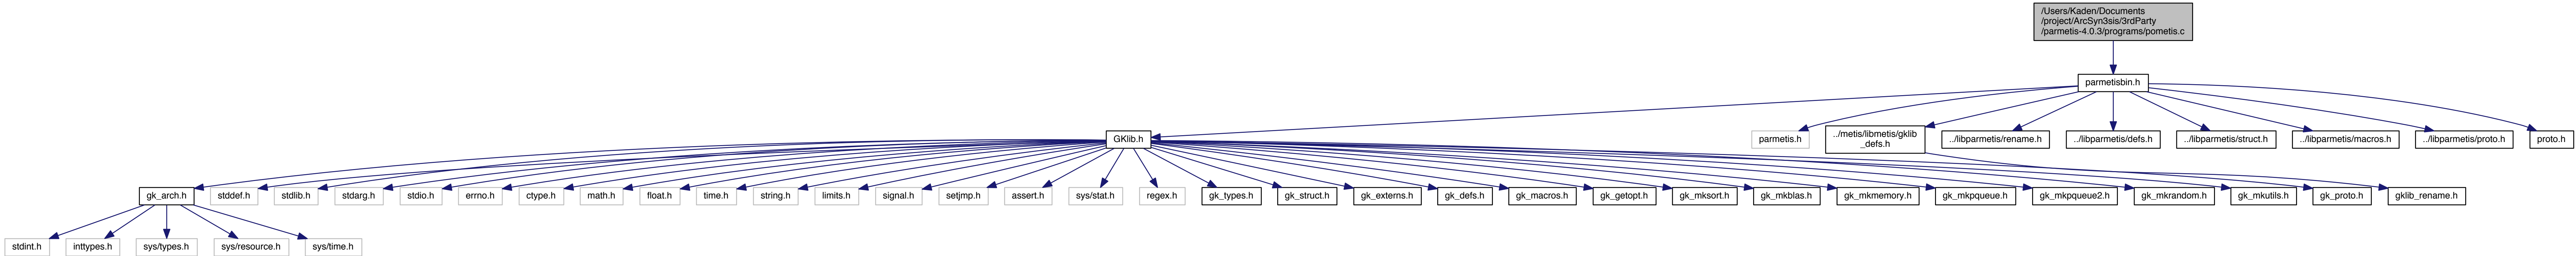 /Users/Kaden/Documents
/project/ArcSyn3sis/3rdParty
/parmetis-4.0.3/programs/pometis.c
parmetisbin.h
GKlib.h
parmetis.h
../metis/libmetis/gklib
_defs.h
../libparmetis/rename.h
../libparmetis/defs.h
../libparmetis/struct.h
../libparmetis/macros.h
../libparmetis/proto.h
proto.h
gk_arch.h
stddef.h
stdlib.h
stdarg.h
stdio.h
errno.h
ctype.h
math.h
float.h
time.h
string.h
limits.h
signal.h
setjmp.h
assert.h
sys/stat.h
regex.h
gk_types.h
gk_struct.h
gk_externs.h
gk_defs.h
gk_macros.h
gk_getopt.h
gk_mksort.h
gk_mkblas.h
gk_mkmemory.h
gk_mkpqueue.h
gk_mkpqueue2.h
gk_mkrandom.h
gk_mkutils.h
gk_proto.h
gklib_rename.h
stdint.h
inttypes.h
sys/types.h
sys/resource.h
sys/time.h